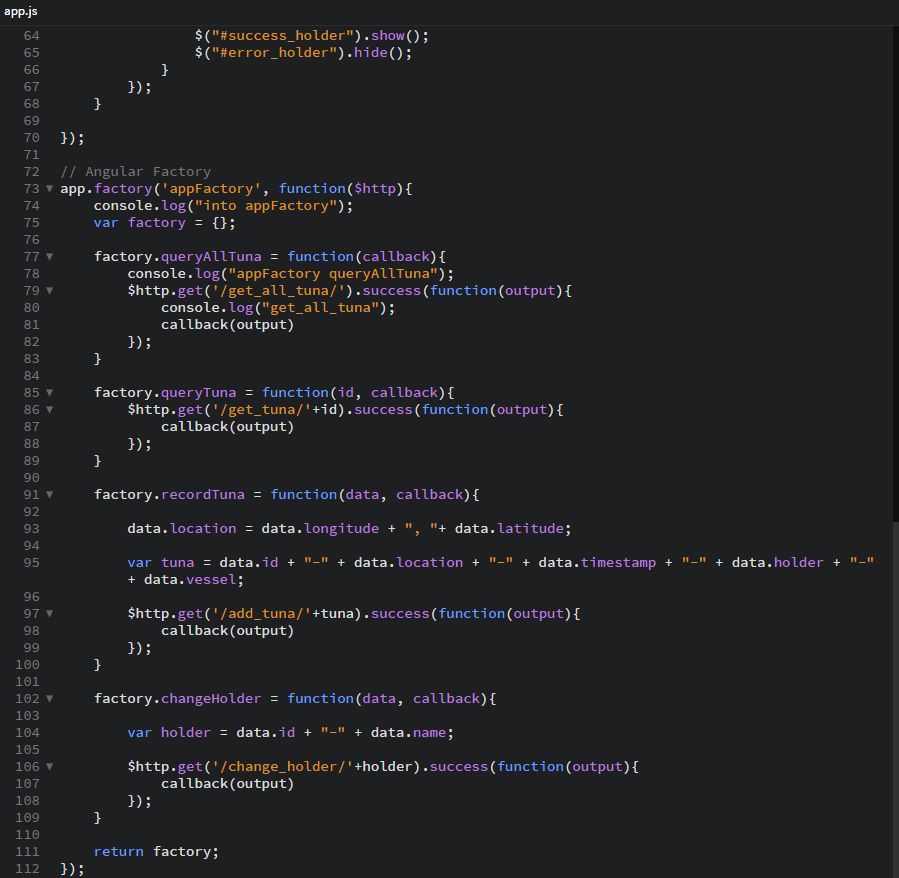 app.js
64                 $("#success_holder").show();
65                 $("#error_holder").hide();
66             }
67         });
68     }
69
70 });
71
72 // Angular Factory
73 ▼ app.factory('appFactory', function($http){
74     console.log("into appFactory");
75     var factory = {};
76
77 ▼     factory.queryAllTuna = function(callback){
78         console.log("appFactory queryAllTuna");
79 ▼         $http.get('/get_all_tuna/').success(function(output){
80             console.log("get_all_tuna");
81             callback(output)
82         });
83     }
84
85 ▼     factory.queryTuna = function(id, callback){
86 ▼         $http.get('/get_tuna/'+id).success(function(output){
87             callback(output)
88         });
89     }
90
91 ▼     factory.recordTuna = function(data, callback){
92
93         data.location = data.longitude + ", "+ data.latitude;
94
95         var tuna = data.id + "-" + data.location + "-" + data.timestamp + "-" + data.holder + "-"
+ data.vessel;
96
97 ▼         $http.get('/add_tuna/'+tuna).success(function(output){
98             callback(output)
99         });
100     }
101
102 ▼     factory.changeHolder = function(data, callback){
103
104         var holder = data.id + "-" + data.name;
105
106 ▼         $http.get('/change_holder/'+holder).success(function(output){
107             callback(output)
108         });
109     }
110
111     return factory;
112 });